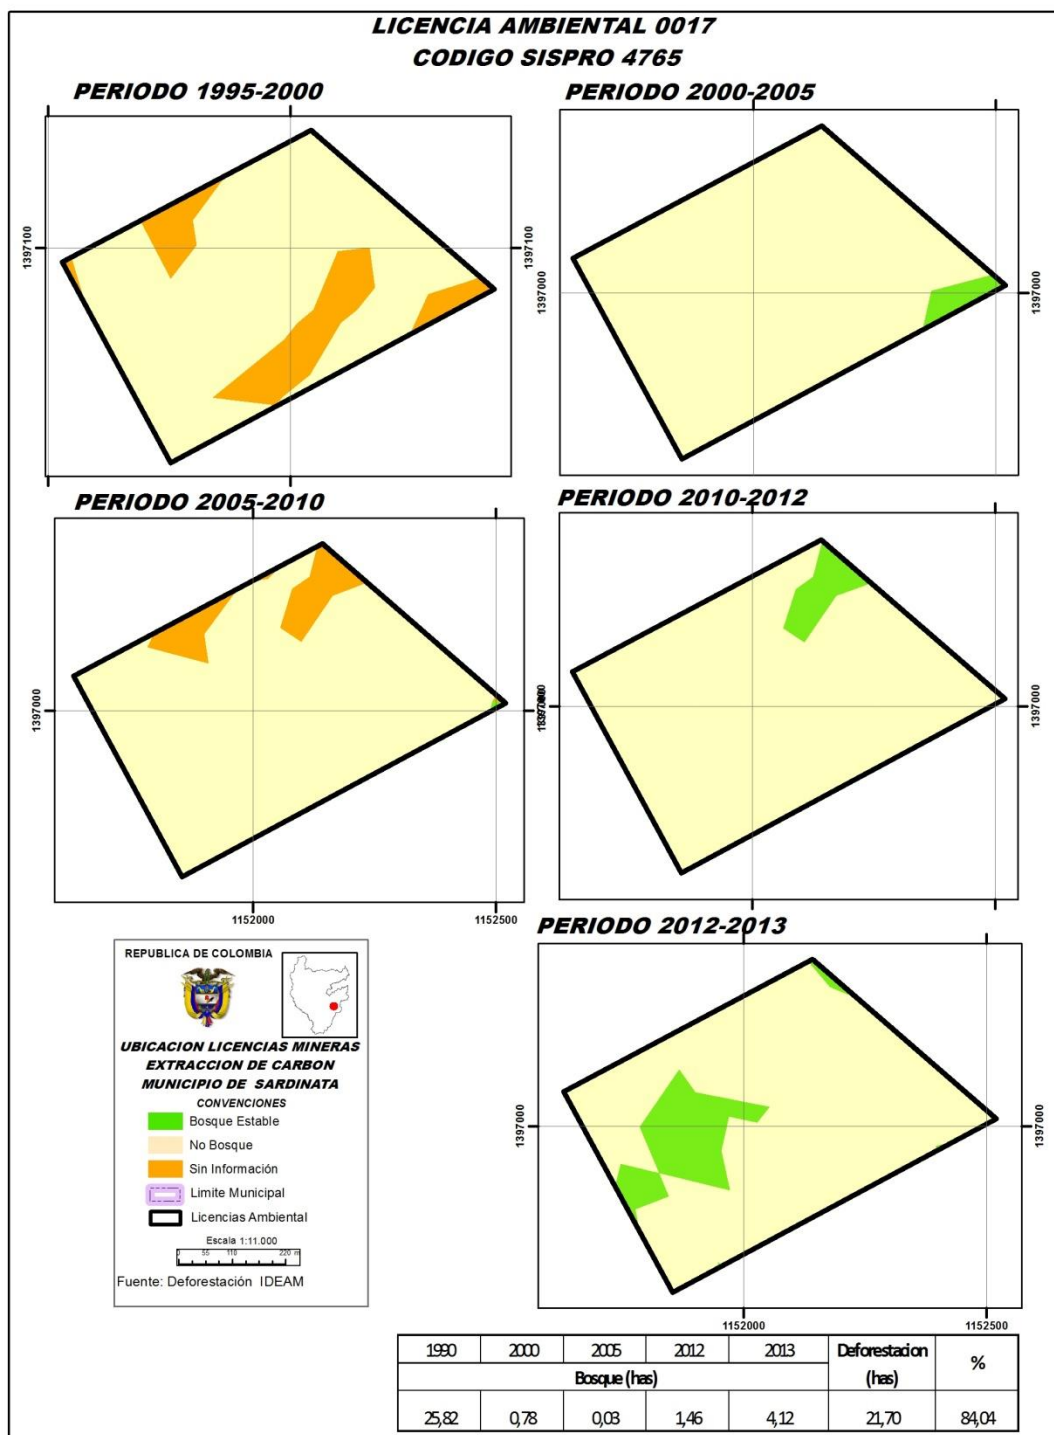 LICENCIA AMBIENTAL 0017
CODIGO SISPRO 4765
PERIODO 1995-2000
PERIODO 2000-2005
1397100
1397100
1397000
1397000
PERIODO 2005-2010
PERIODO 2010-2012
1397000
1397000
1152000
1152500
PERIODO 2012-2013
1397000
1397000
1152000
1152500
REPUBLICA DE COLOMBIA
UBICACION LICENCIAS MINERAS
EXTRACCION DE CARBON
MUNICIPIO DE SARDINATA
CONVENCIONES
Bosque Estable
No Bosque
Sin Información
Limite Municipal
Licencias Ambiental
Escala 1:11.000
0 55 110 220 m
Fuente: Deforestación IDEAM
1990 2000 2005 2012 2013 Deforestacion (has) %
Bosque (has)
25,82 0,78 0,03 1,46 4,12 21,70 84,04